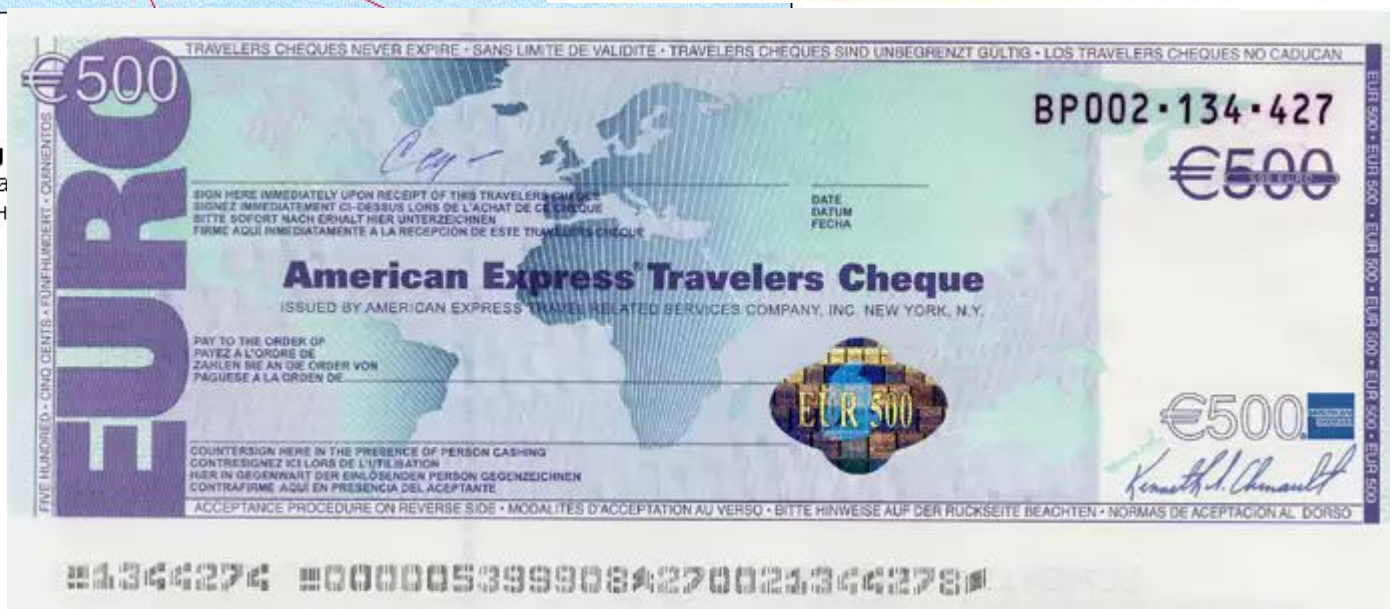 TRAVELERS CHEQUES NEVER EXPIRE • SANS LIMITE DE VALIDITE • TRAVELERS CHEQUES SIND UNBEGRENZT GÜLTIG • LOS TRAVELERS CHEQUES NO CADUCAN
€500
EURO
FIVE HUNDRED • CINQ CENTS • FUNFHUNDERT • QUINIENTOS
BP002•134•427
€500
SIGN HERE IMMEDIATELY UPON RECEIPT OF THIS TRAVELERS CHEQUE
SIGNEZ IMMEDIATEMENT CI-DESSUS LORS DE L'ACHAT DE CE CHEQUE
BITTE SOFORT NACH ERHALT HIER UNTERZEICHNEN
FIRME AQUI INMEDIATAMENTE A LA RECEPCIÓN DE ESTE TRAVELERS CHEQUE
DATE
DATUM
FECHA
American Express® Travelers Cheque
ISSUED BY AMERICAN EXPRESS TRAVEL RELATED SERVICES COMPANY, INC. NEW YORK, N.Y.
PAY TO THE ORDER OF
PAYEZ A L'ORDRE DE
ZAHLEN SIE AN DIE ORDER VON
PAGUESE A LA ORDEN DE
EUR 500
€500
AMERICAN EXPRESS
Kenneth I. Chenault
COUNTERSIGN HERE IN THE PRESENCE OF PERSON CASHING
CONTRESIGNEZ ICI LORS DE L'UTILISATION
HIER IN GEGENWART DER EINLÖSENDEN PERSON GEGENZEICHNEN
CONTRAFIRME AQUI EN PRESENCIA DEL ACEPTANTE
ACCEPTANCE PROCEDURE ON REVERSE SIDE • MODALITES D'ACCEPTATION AU VERSO • BITTE HINWEISE AUF DER RUCKSEITE BEACHTEN • NORMAS DE ACEPTACION AL DORSO
EUR 500 • EUR 500 • EUR 500 • EUR 500 • EUR 500 • EUR 500